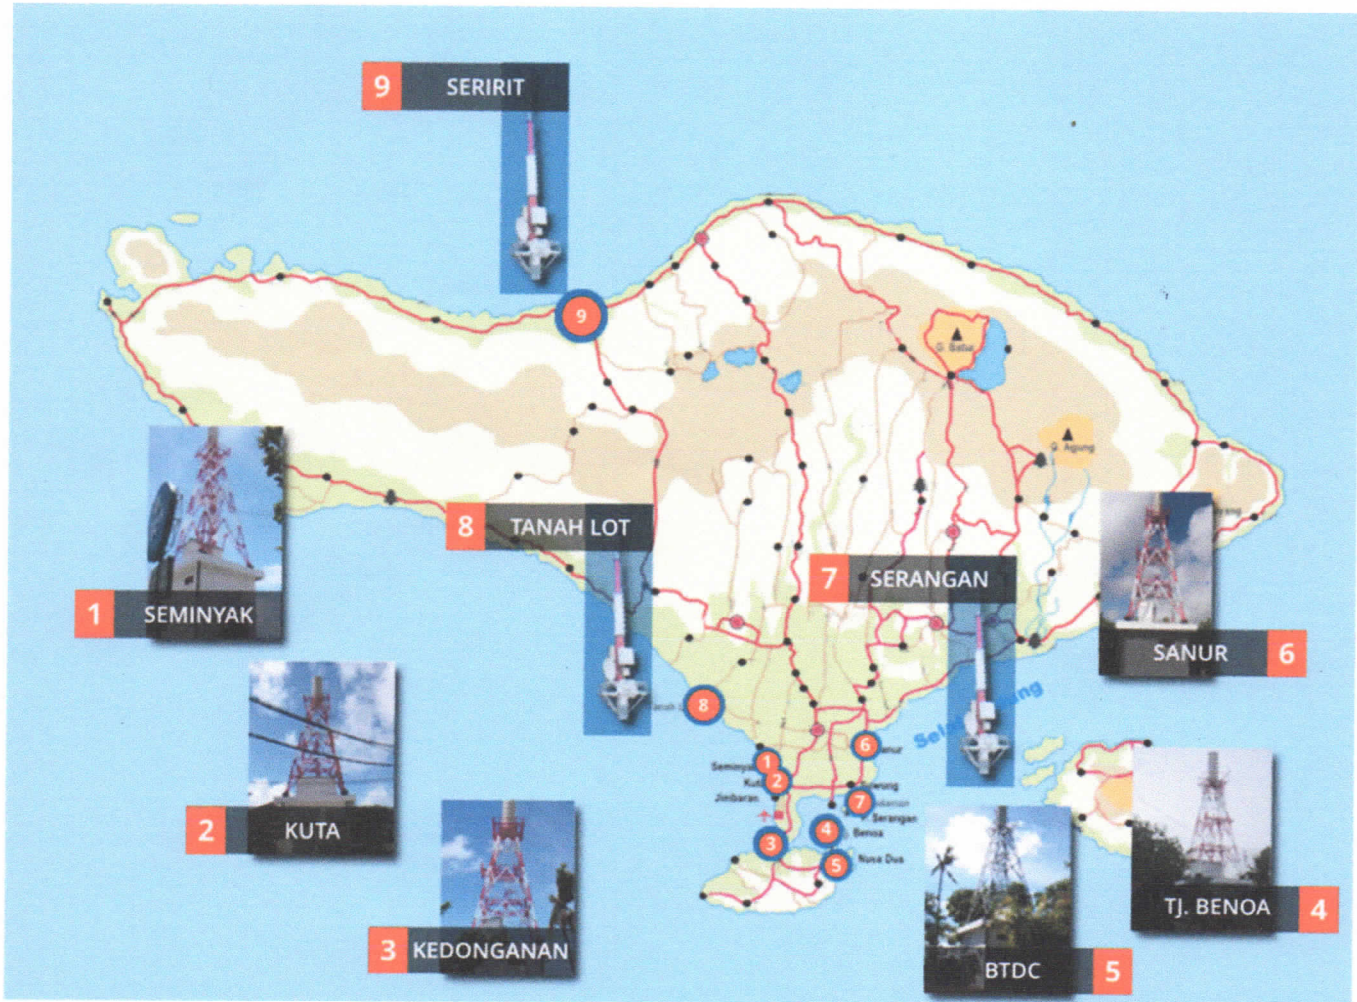 9 SERIRIT
9
G. Batur
G. Agung
8 TANAH LOT
7 SERANGAN
1 SEMINYAK
SANUR 6
8
6
1
Kut
2
Jimbaran
7
Serangan
4
Benoa
3
5
Nusa Dua
2 KUTA
TJ. BENOA 4
3 KEDONGANAN
BTDC 5